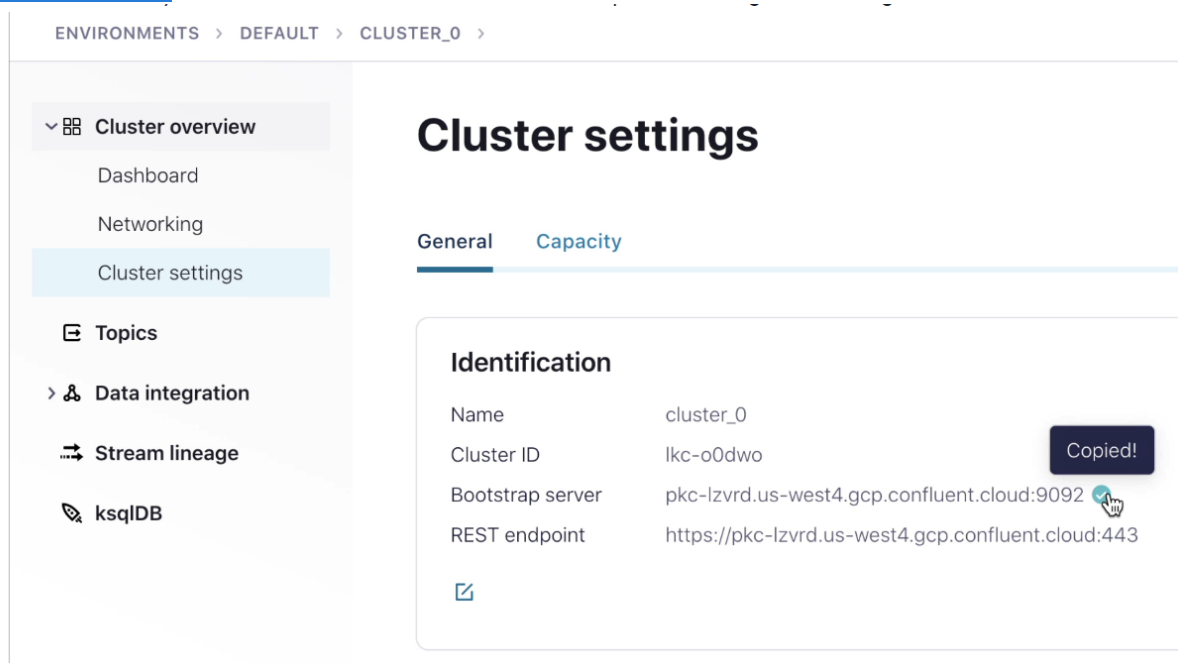 ENVIRONMENTS > DEFAULT > CLUSTER_0 >
Cluster overview
Dashboard
Networking
Cluster settings
Topics
Data integration
Stream lineage
ksqlDB
Cluster settings
General Capacity
Identification
Name cluster_0
Cluster ID lkc-o0dwo
Copied!
Bootstrap server pkc-lzvrd.us-west4.gcp.confluent.cloud:9092
REST endpoint https://pkc-lzvrd.us-west4.gcp.confluent.cloud:443